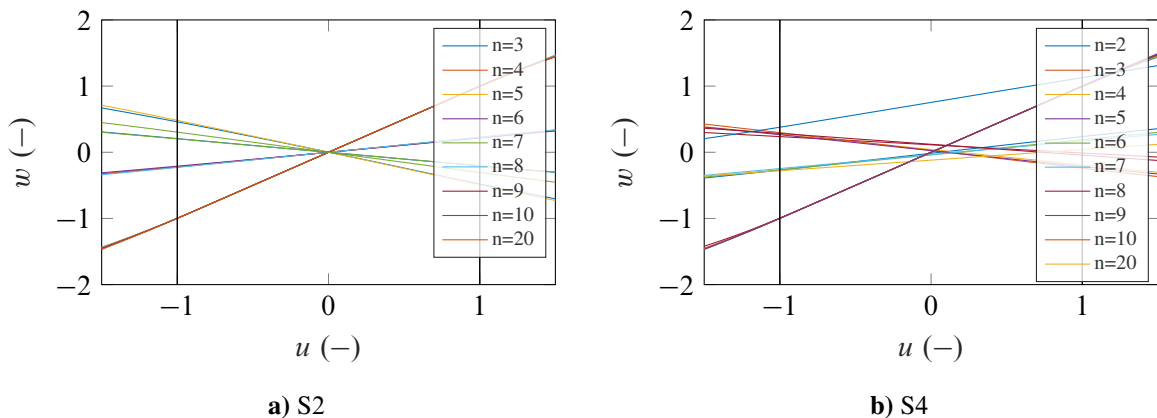 2
1
0
−1
−2
w (−)
−1
0
1
u (−)
n=3
n=4
n=5
n=6
n=7
n=8
n=9
n=10
n=20
a) S2
2
1
0
−1
−2
w (−)
−1
0
1
u (−)
n=2
n=3
n=4
n=5
n=6
n=7
n=8
n=9
n=10
n=20
b) S4